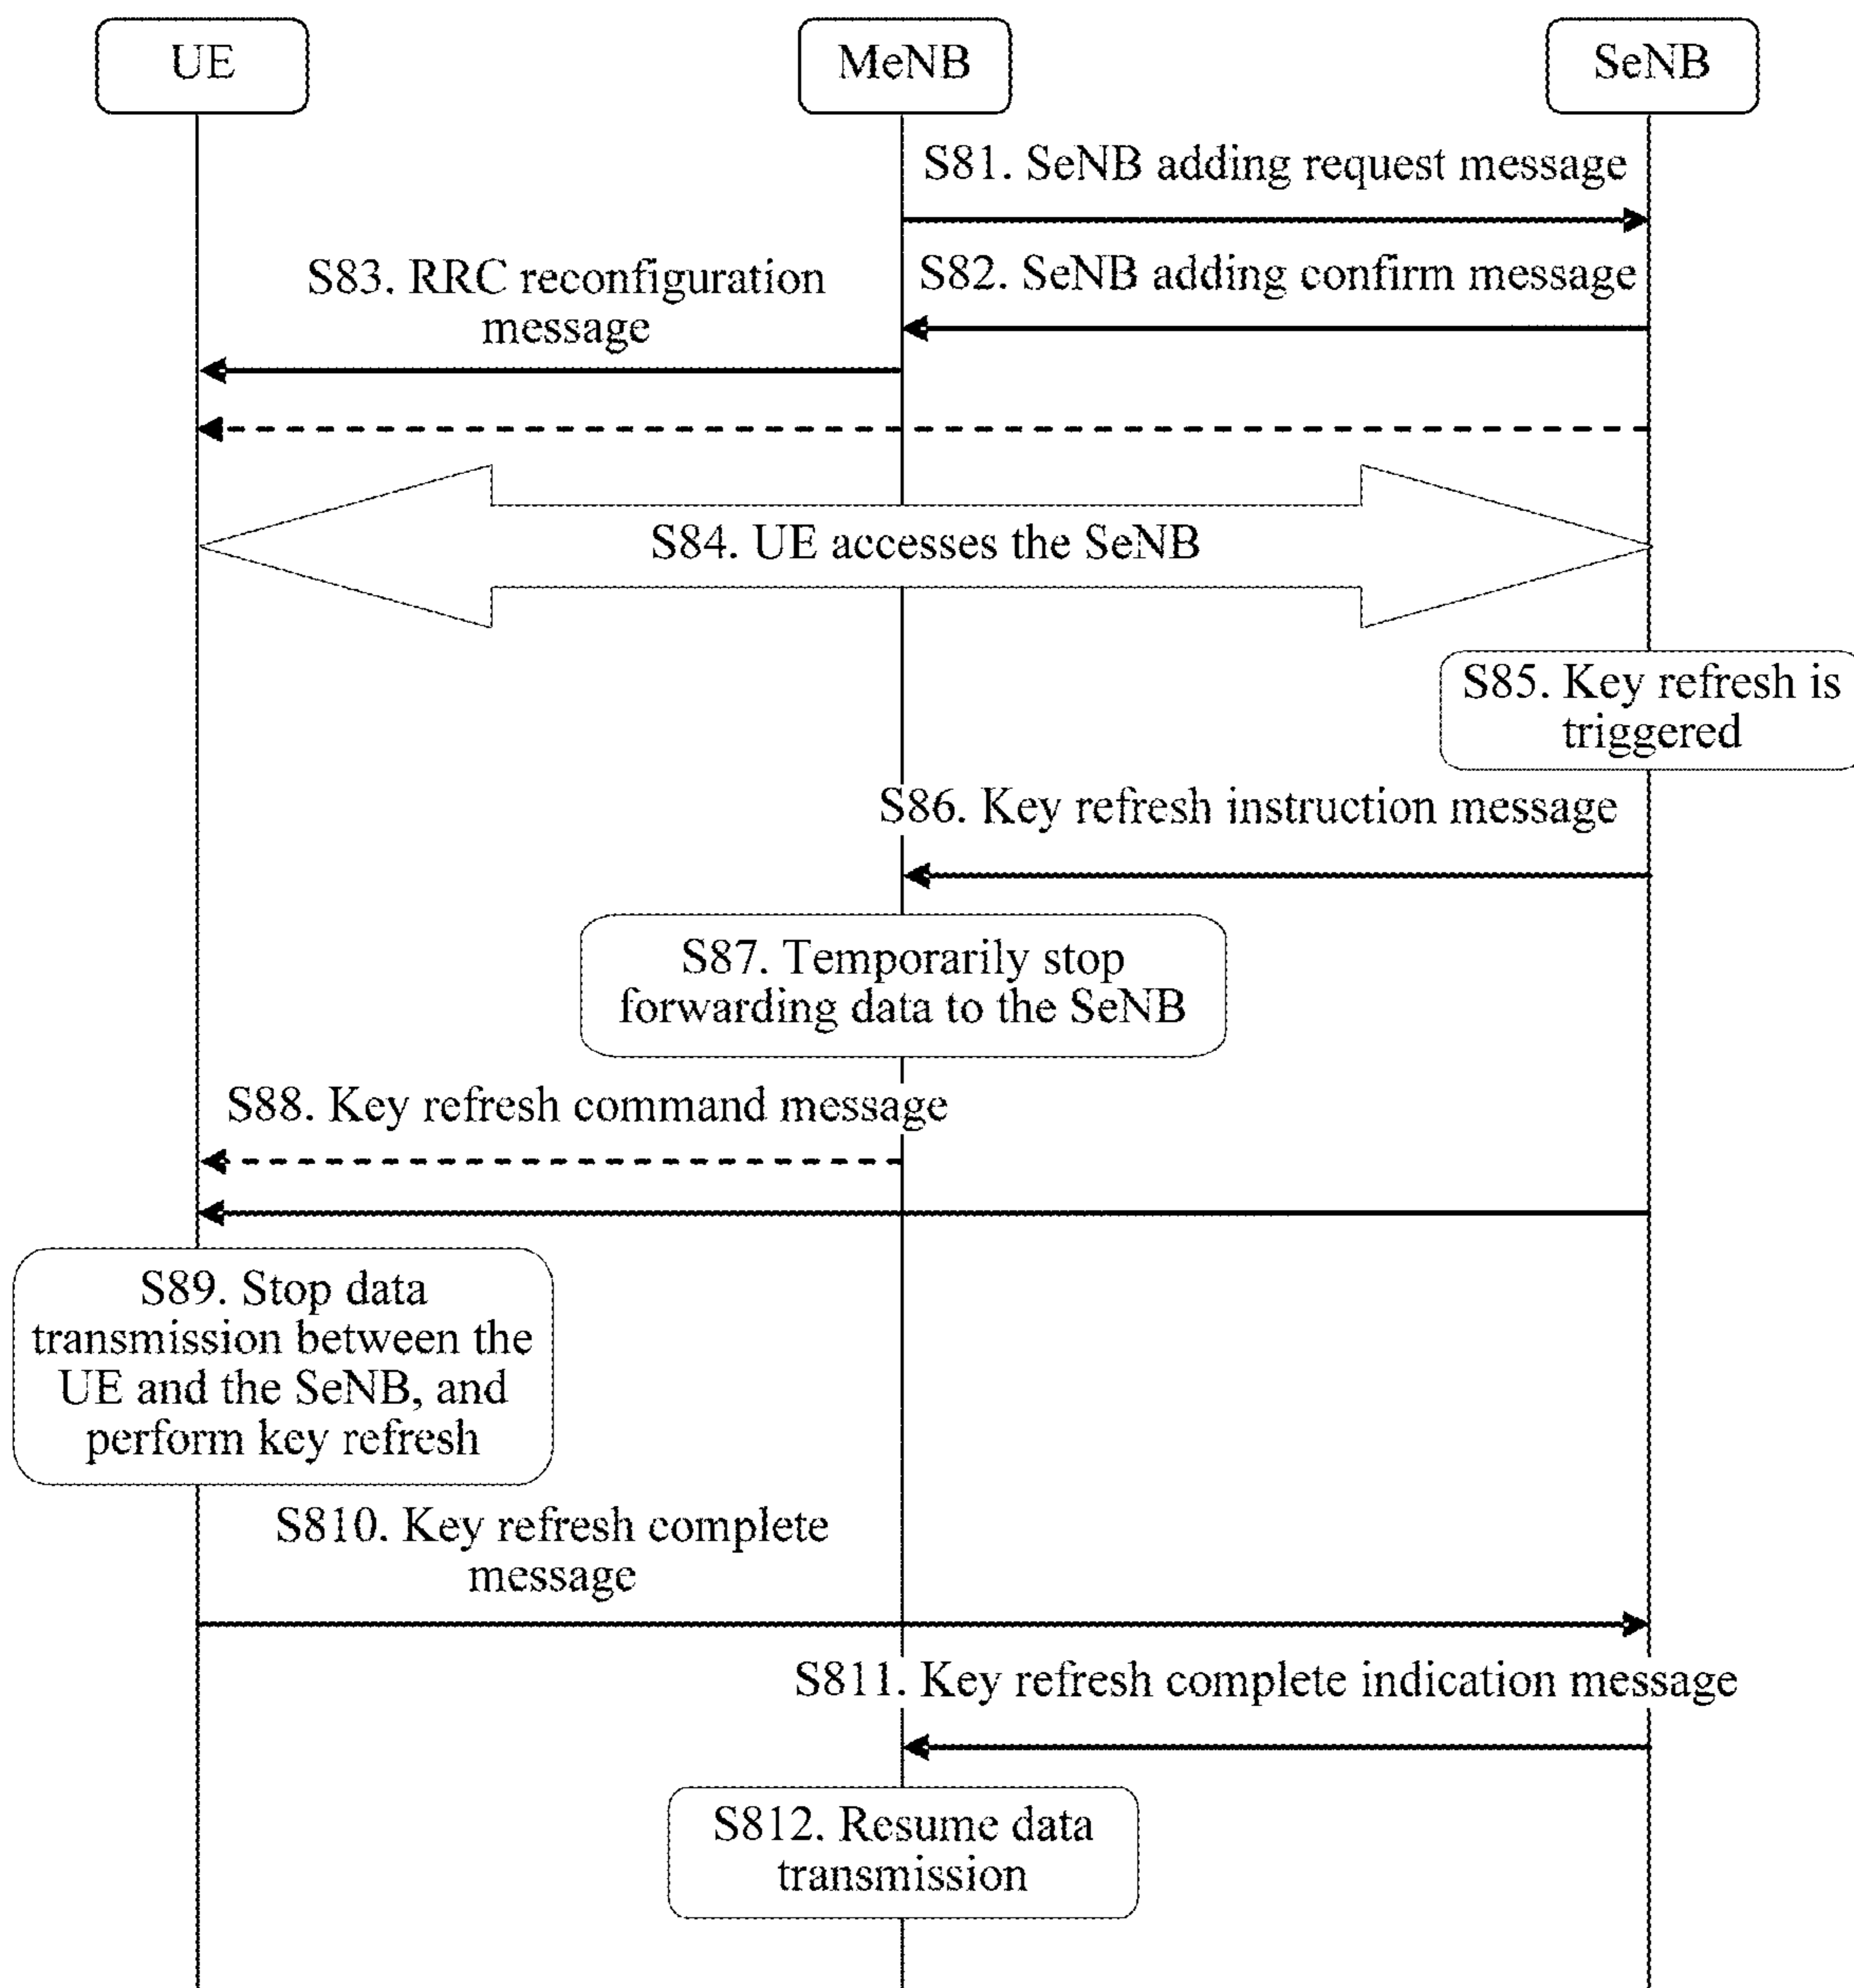 UE
MeNB
SeNB
S81. SeNB adding request message
S82. SeNB adding confirm message
S83. RRC reconfiguration
message
S84. UE accesses the SeNB
S85. Key refresh is
triggered
S86. Key refresh instruction message
S87. Temporarily stop
forwarding data to the SeNB
S88. Key refresh command message
S89. Stop data
transmission between the
UE and the SeNB, and
perform key refresh
S810. Key refresh complete
message
S811. Key refresh complete indication message
S812. Resume data
transmission